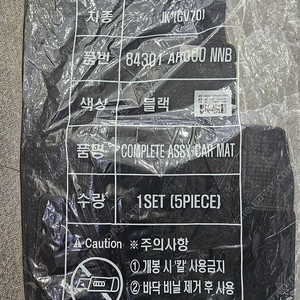 차종 JK1(GV70)
품번 84301 AR000 NNB
색상 블랙
품명 COMPLETE ASSY-CAR MAT
수량 1SET (5PIECE)
⚠ Caution ※주의사항
①개봉 시 '칼' 사용금지
②바닥 비닐 제거 후 사용